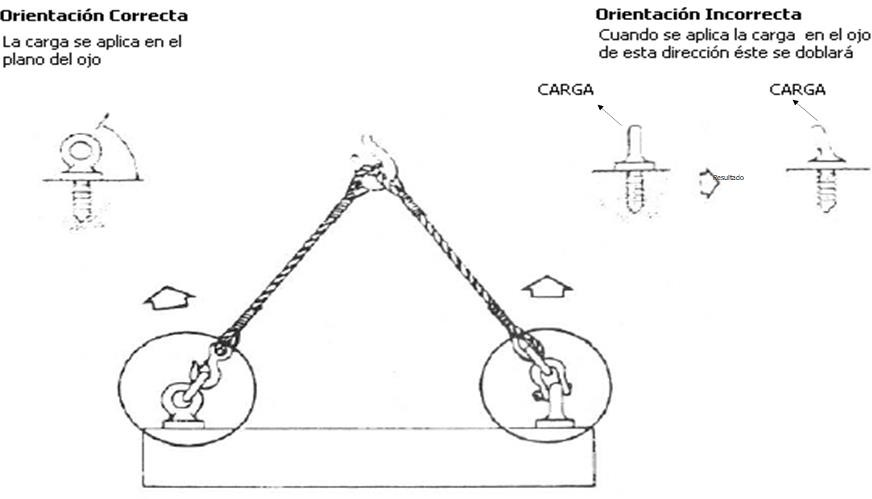 Orientación Correcta
La carga se aplica en el
plano del ojo
Orientación Incorrecta
Cuando se aplica la carga en el ojo
de esta dirección éste se doblará
CARGA
CARGA
Resultado